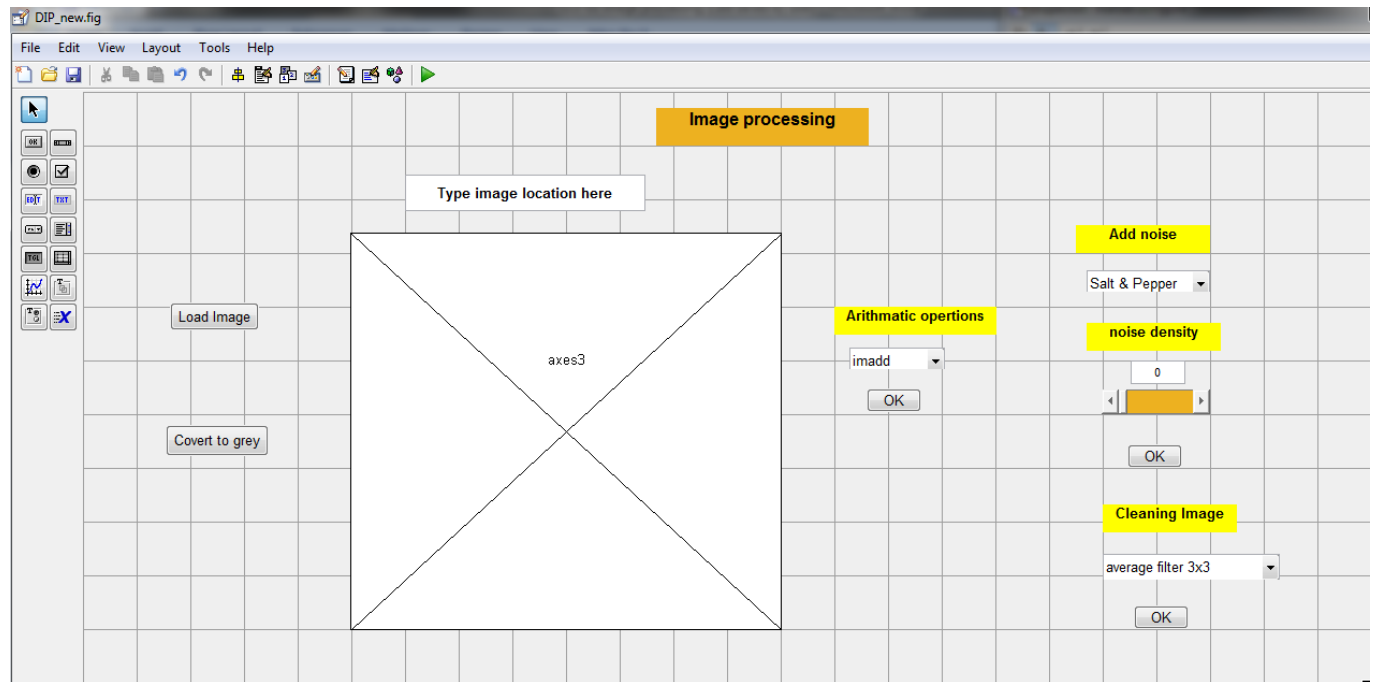 DIP_new.fig
File Edit View Layout Tools Help
Image processing
Type image location here
Add noise
Salt & Pepper
Load Image
Arithmatic opertions
noise density
axes3
imadd
0
OK
Covert to grey
OK
Cleaning Image
average filter 3x3
OK